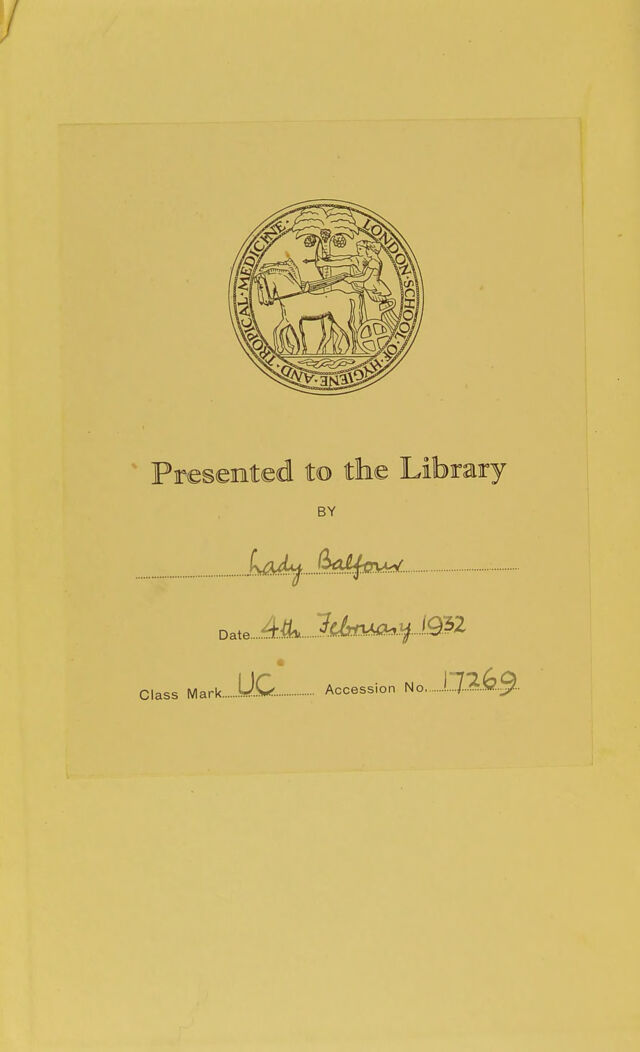 LONDON·SCHOOL·OF·HYGIENE·AND·TROPICAL·MEDICINE·
Presented to the Library
BY
Lady Balfour
Date 4th February 1932
Class Mark UC Accession No. 17269